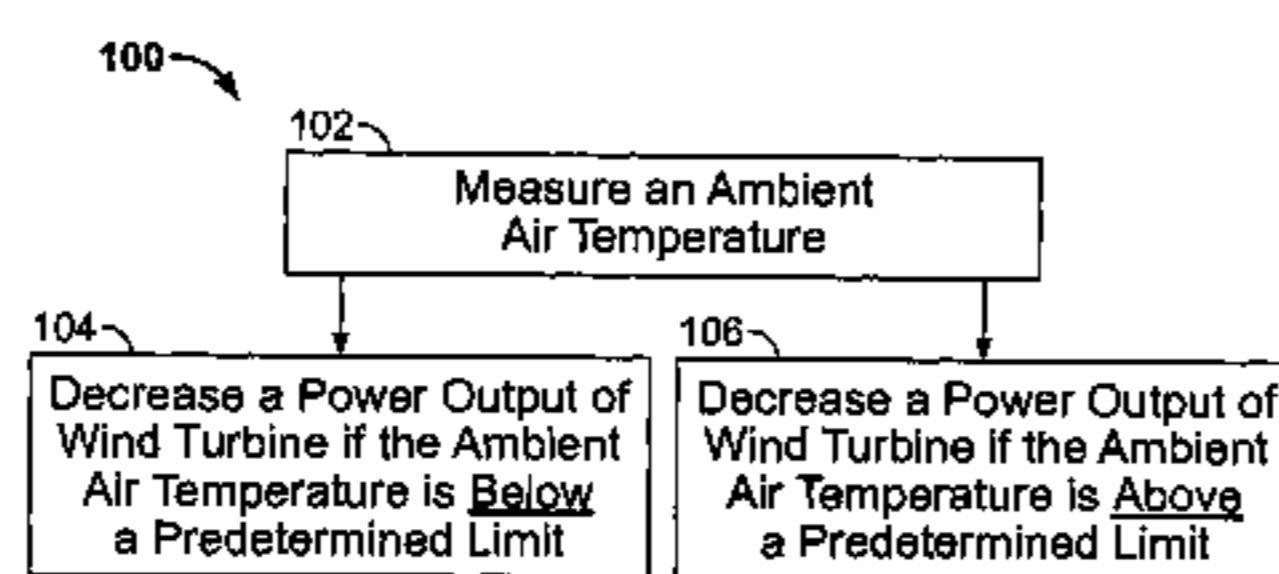 100
102
Measure an Ambient
Air Temperature
104
Decrease a Power Output of
Wind Turbine if the Ambient
Air Temperature is Below
a Predetermined Limit
106
Decrease a Power Output of
Wind Turbine if the Ambient
Air Temperature is Above
a Predetermined Limit